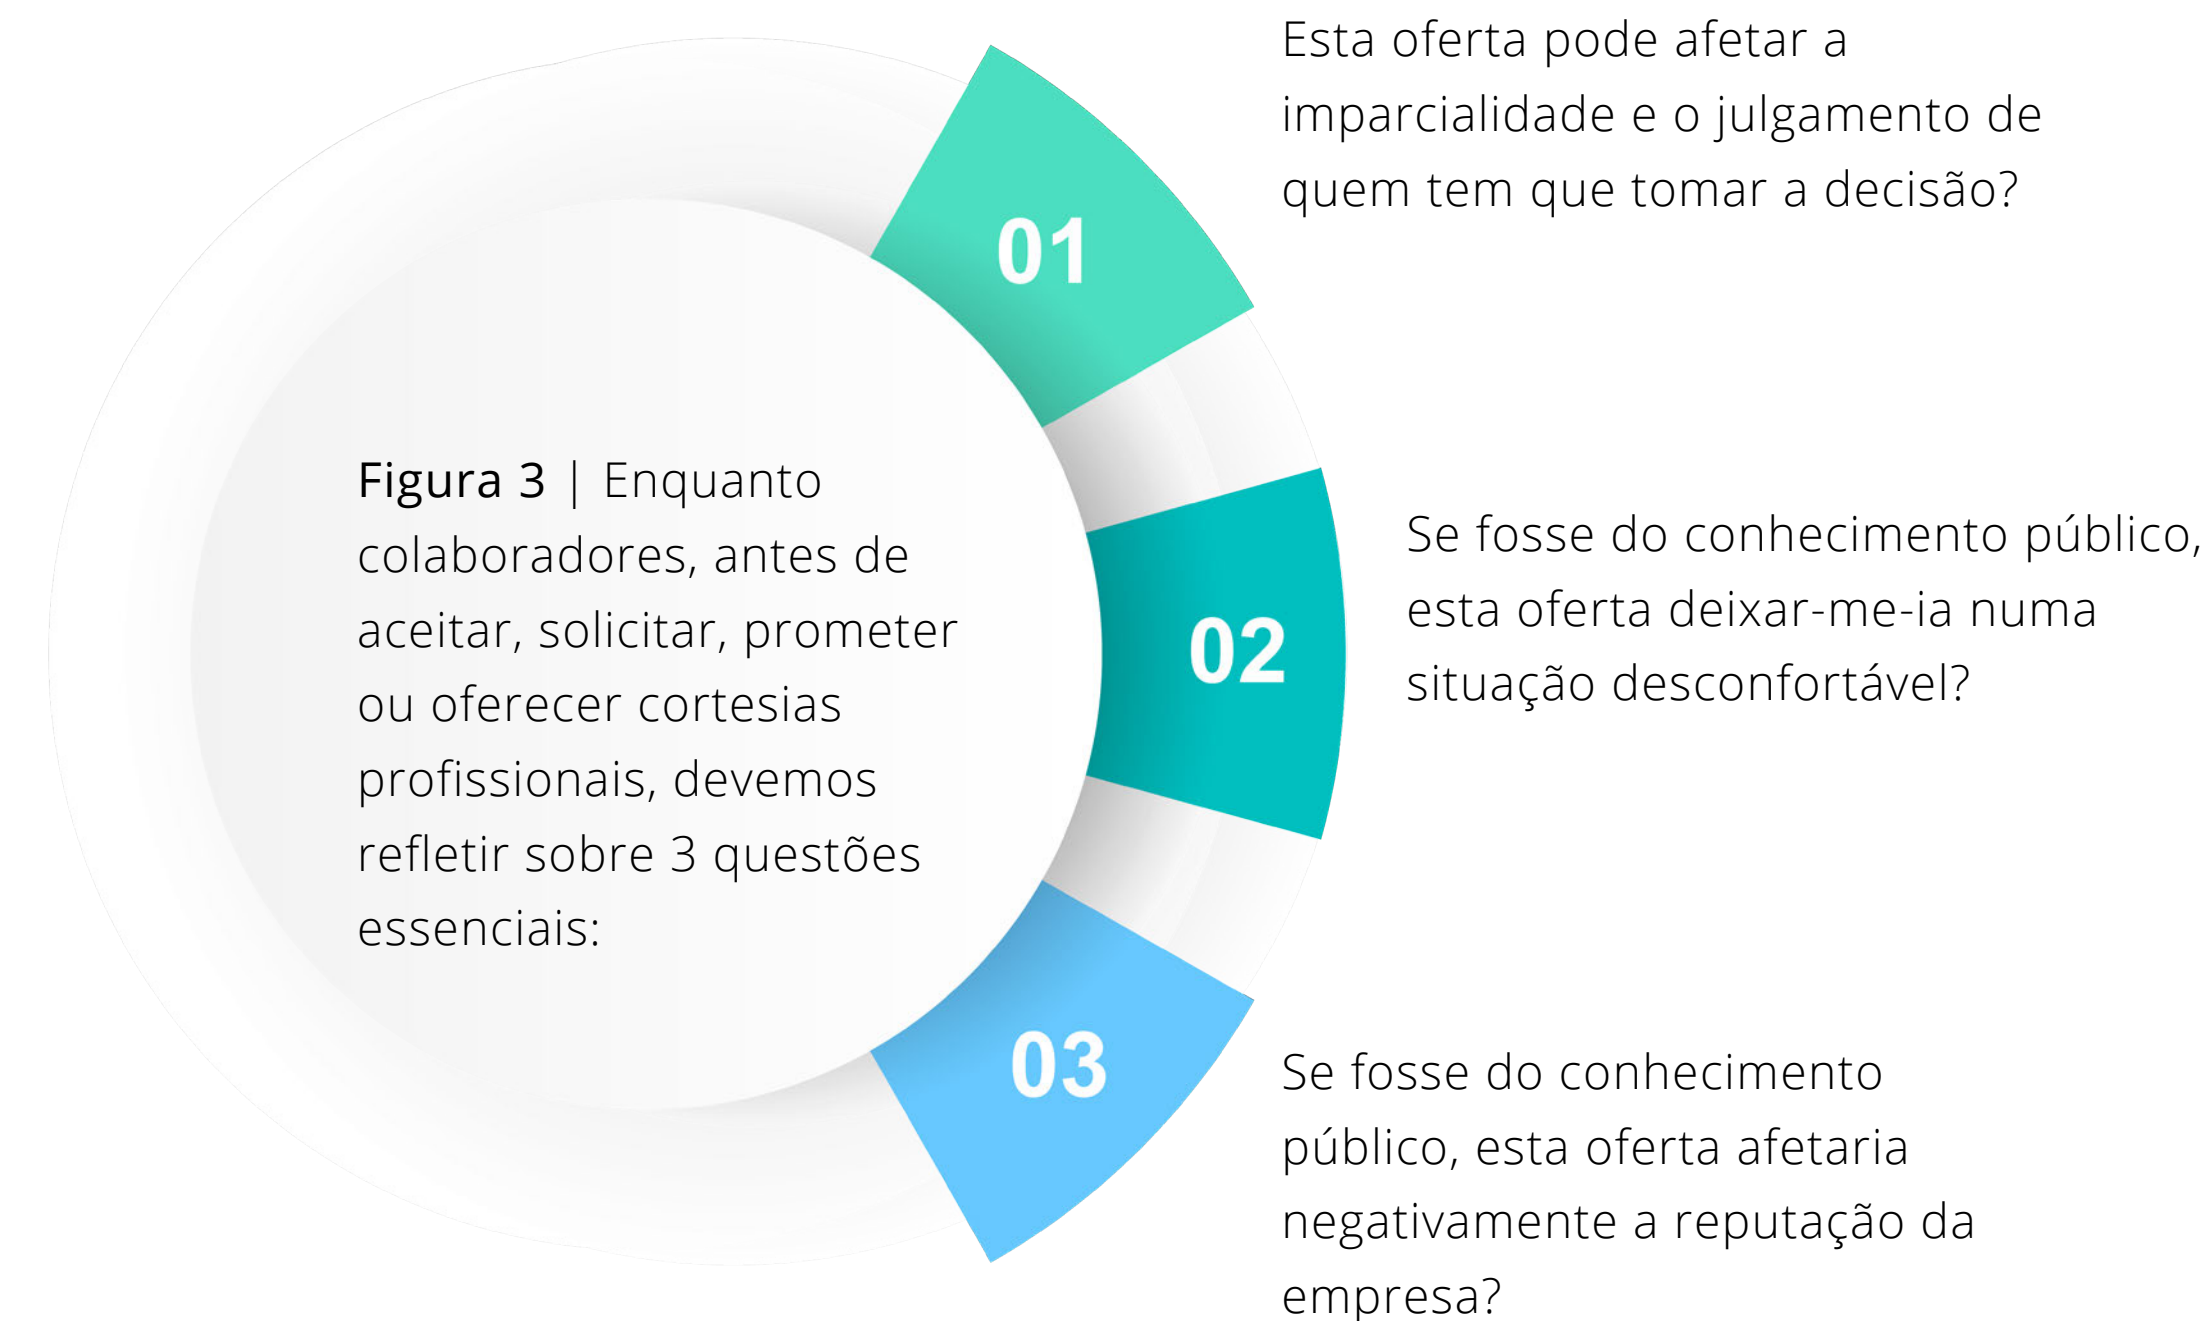 Figura 3 | Enquanto
colaboradores, antes de
aceitar, solicitar, prometer
ou oferecer cortesias
profissionais, devemos
refletir sobre 3 questões
essenciais:
01
Esta oferta pode afetar a
imparcialidade e o julgamento de
quem tem que tomar a decisão?
02
Se fosse do conhecimento público,
esta oferta deixar-me-ia numa
situação desconfortável?
03
Se fosse do conhecimento
público, esta oferta afetaria
negativamente a reputação da
empresa?